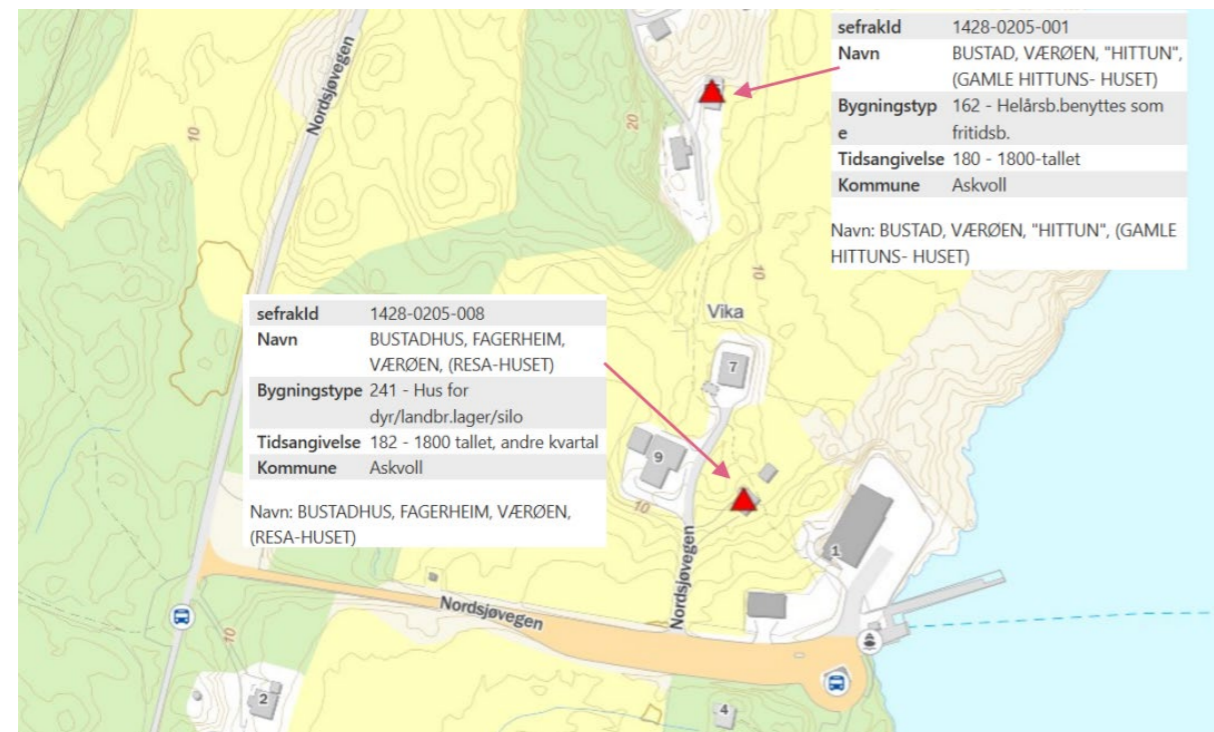 sefrakId 1428-0205-001
Navn BUSTAD, VÆRØEN, "HITTUN",
(GAMLE HITTUNS- HUSET)
Bygningstyp 162 - Helårsb.benyttes som
e fritidsb.
Tidsangivelse 180 - 1800-tallet
Kommune Askvoll
Navn: BUSTAD, VÆRØEN, "HITTUN", (GAMLE
HITTUNS- HUSET)
Nordsjøvegen
10
20
10
Vika
sefrakId 1428-0205-008
Navn BUSTADHUS, FAGERHEIM,
VÆRØEN, (RESA-HUSET)
Bygningstype 241 - Hus for
dyr/landbr.lager/silo
Tidsangivelse 182 - 1800 tallet, andre kvartal
Kommune Askvoll
Navn: BUSTADHUS, FAGERHEIM, VÆRØEN,
(RESA-HUSET)
7
9
10
1
Nordsjøvegen
Nordsjøvegen
10
2
4